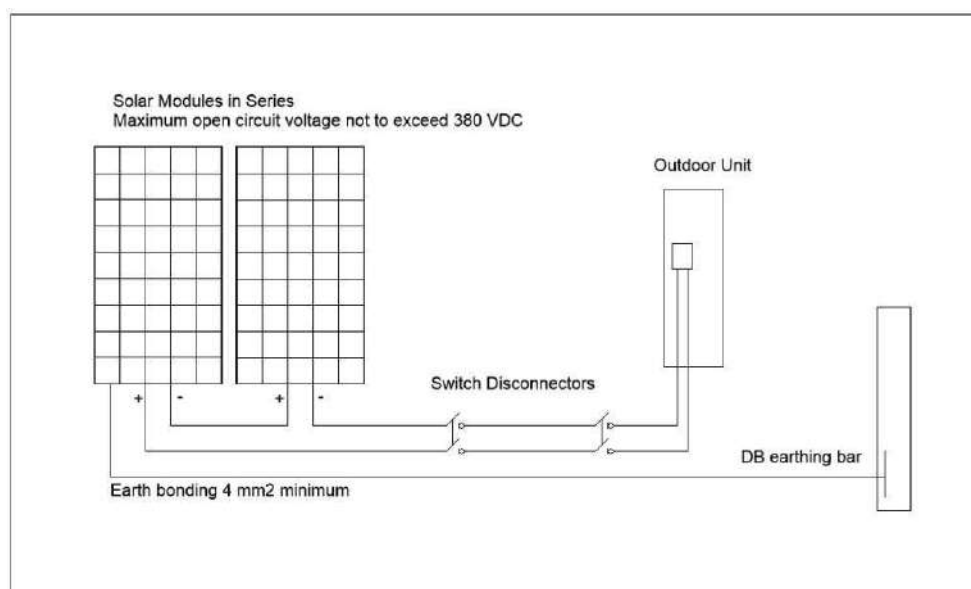 Solar Modules in Series
Maximum open circuit voltage not to exceed 380 VDC
Outdoor Unit
Switch Disconnectors
+ - + -
DB earthing bar
Earth bonding 4 mm2 minimum